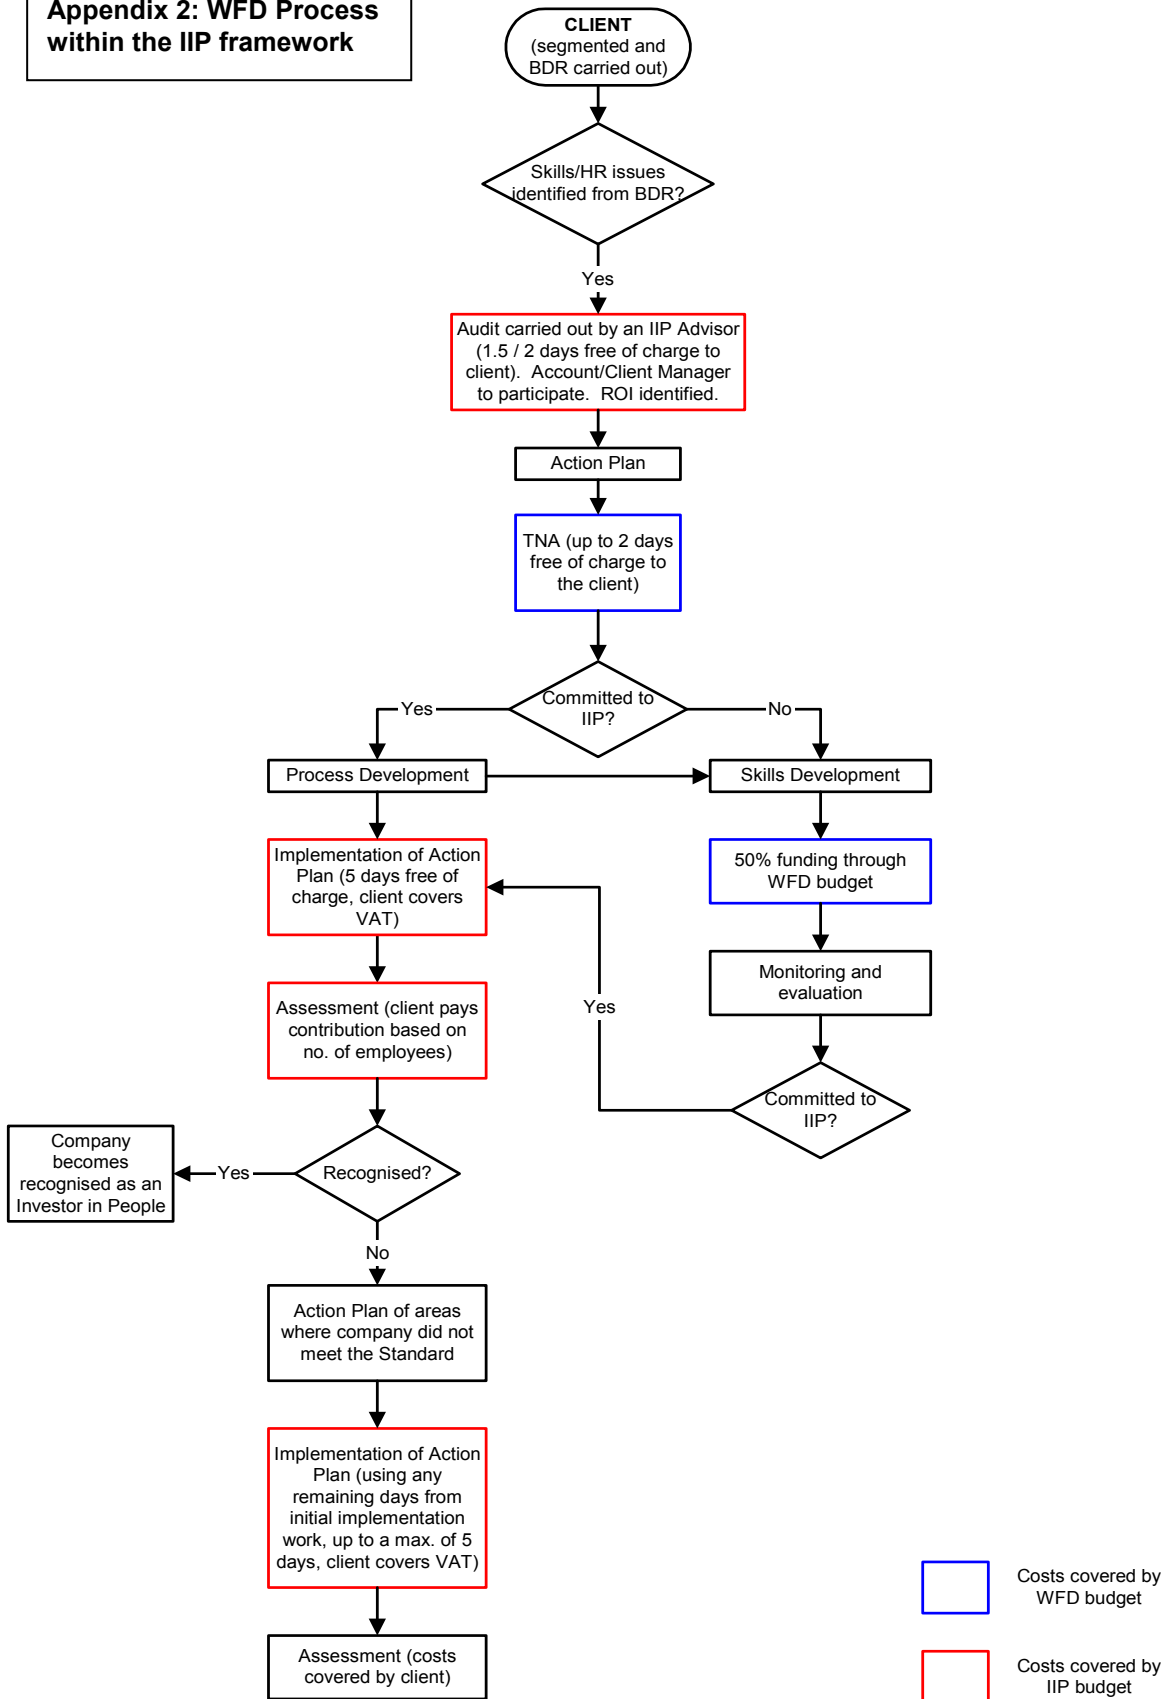 Appendix 2: WFD Process
within the IIP framework
CLIENT
(segmented and
BDR carried out)
Skills/HR issues
identified from BDR?
Yes
Audit carried out by an IIP Advisor
(1.5 / 2 days free of charge to
client). Account/Client Manager
to participate. ROI identified.
Action Plan
TNA (up to 2 days
free of charge to
the client)
Committed to
IIP?
Yes
No
Process Development
Skills Development
Implementation of Action
Plan (5 days free of
charge, client covers
VAT)
50% funding through
WFD budget
Monitoring and
evaluation
Assessment (client pays
contribution based on
no. of employees)
Yes
Committed to
IIP?
Company
becomes
recognised as an
Investor in People
Yes
Recognised?
No
Action Plan of areas
where company did not
meet the Standard
Implementation of Action
Plan (using any
remaining days from
initial implementation
work, up to a max. of 5
days, client covers VAT)
Assessment (costs
covered by client)
Costs covered by
WFD budget
Costs covered by
IIP budget